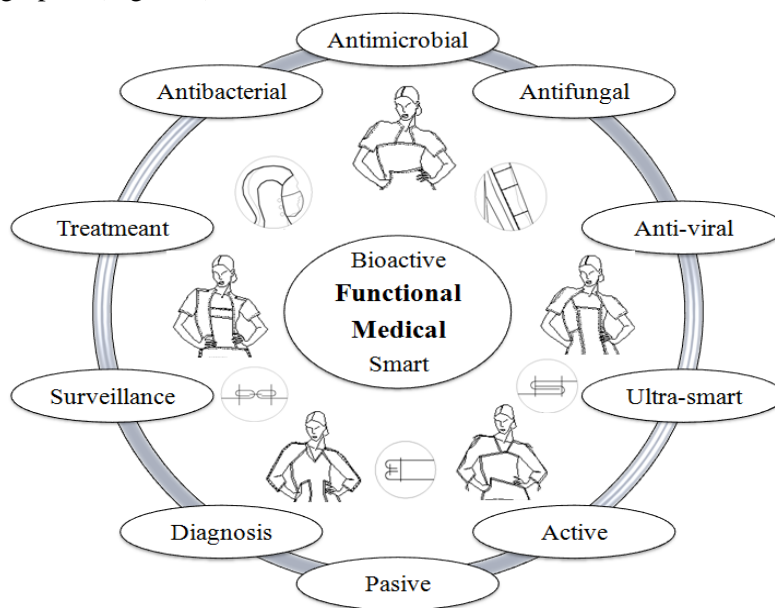 Antimicrobial
Antibacterial
Antifungal
Treatmeant
Anti-viral
Bioactive
Functional
Medical
Smart
Surveillance
Ultra-smart
Diagnosis
Active
Pasive